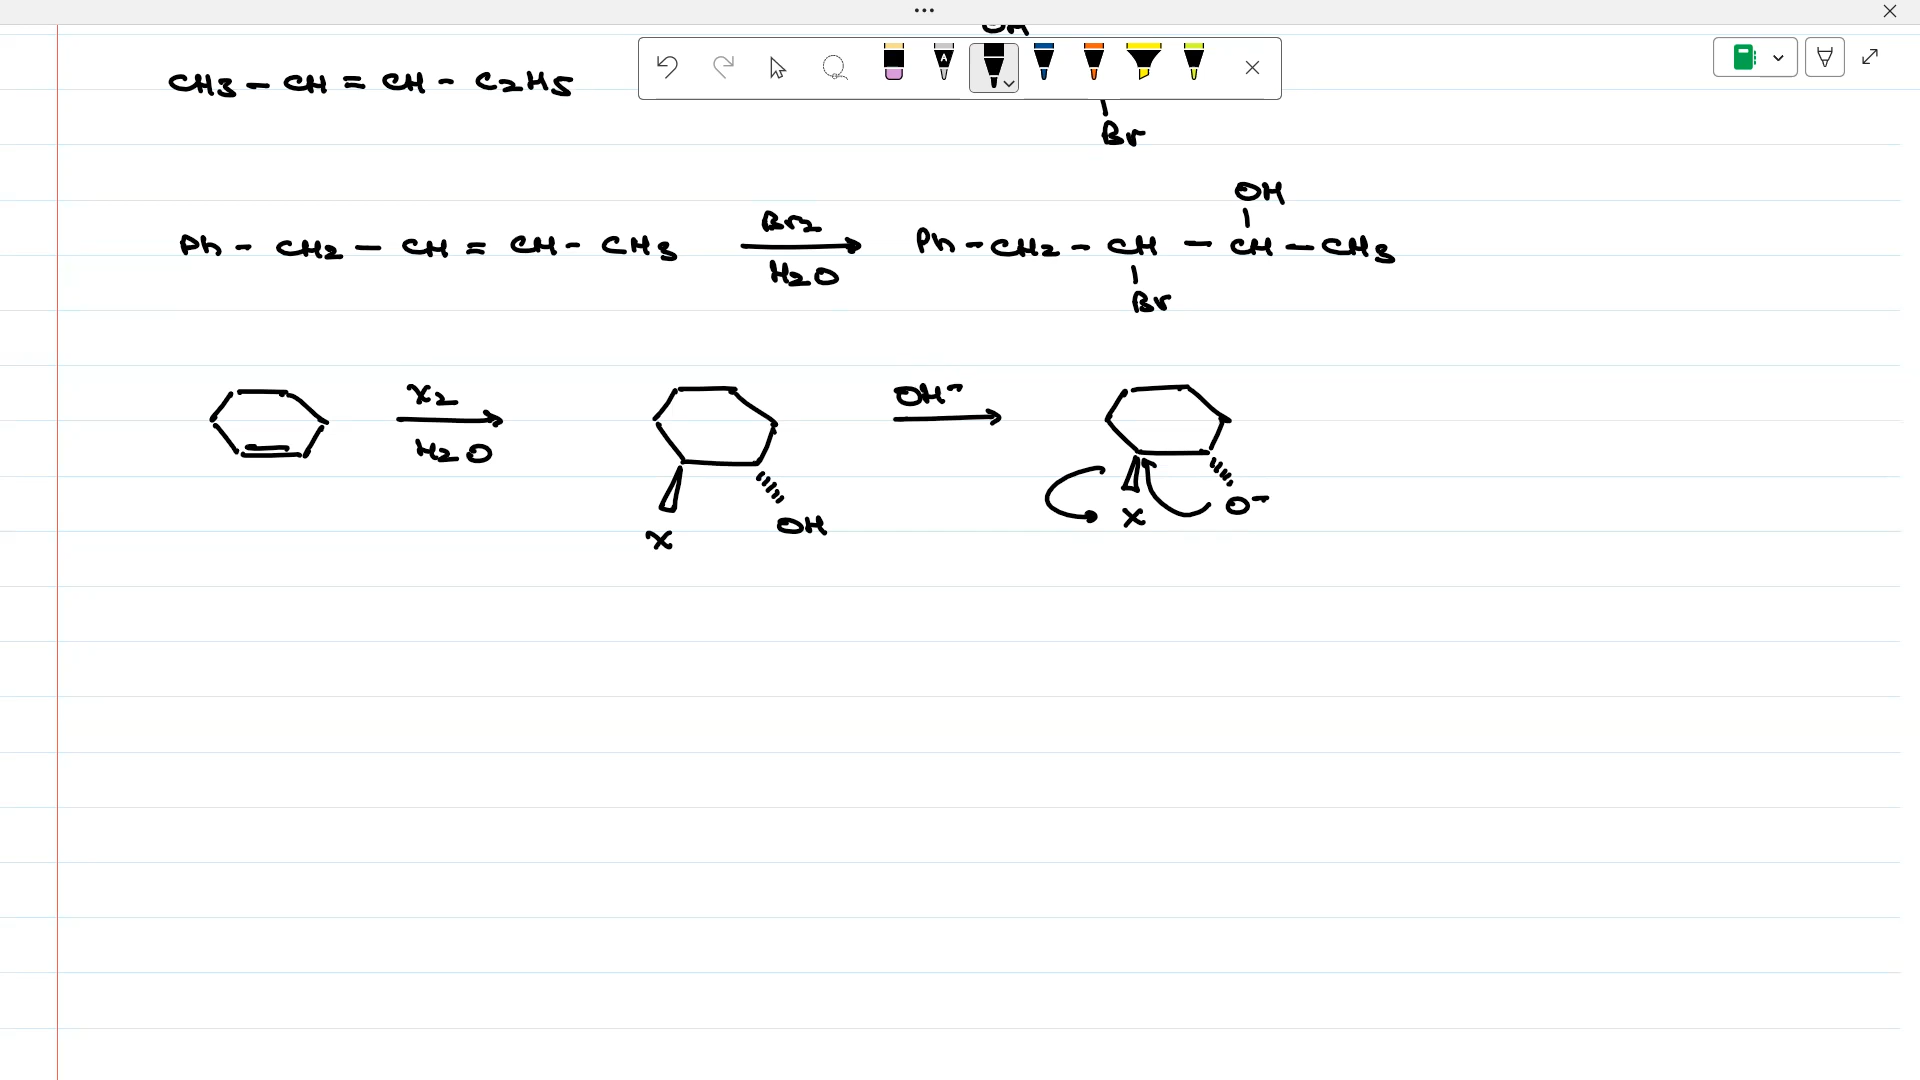 OH
CH3 - CH = CH - C2H5
Br
OH
Ph - CH2 - CH = CH - CH3 Br2 H2O Ph - CH2 - CH - CH - CH3
Br
X2 OH-
H2O
X OH X O-